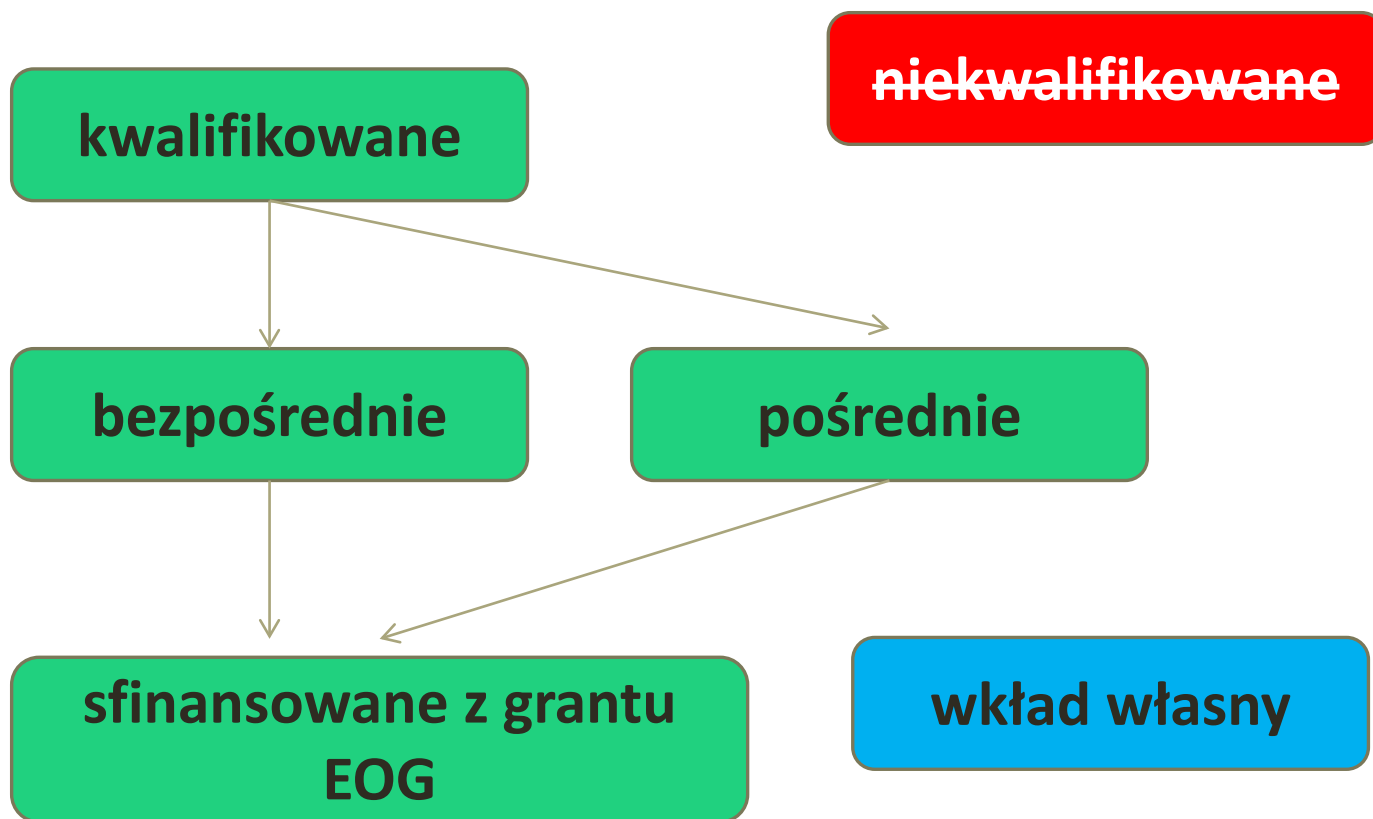 niekwalifikowane
kwalifikowane
bezpośrednie
pośrednie
sfinansowane z grantu
EOG
wkład własny